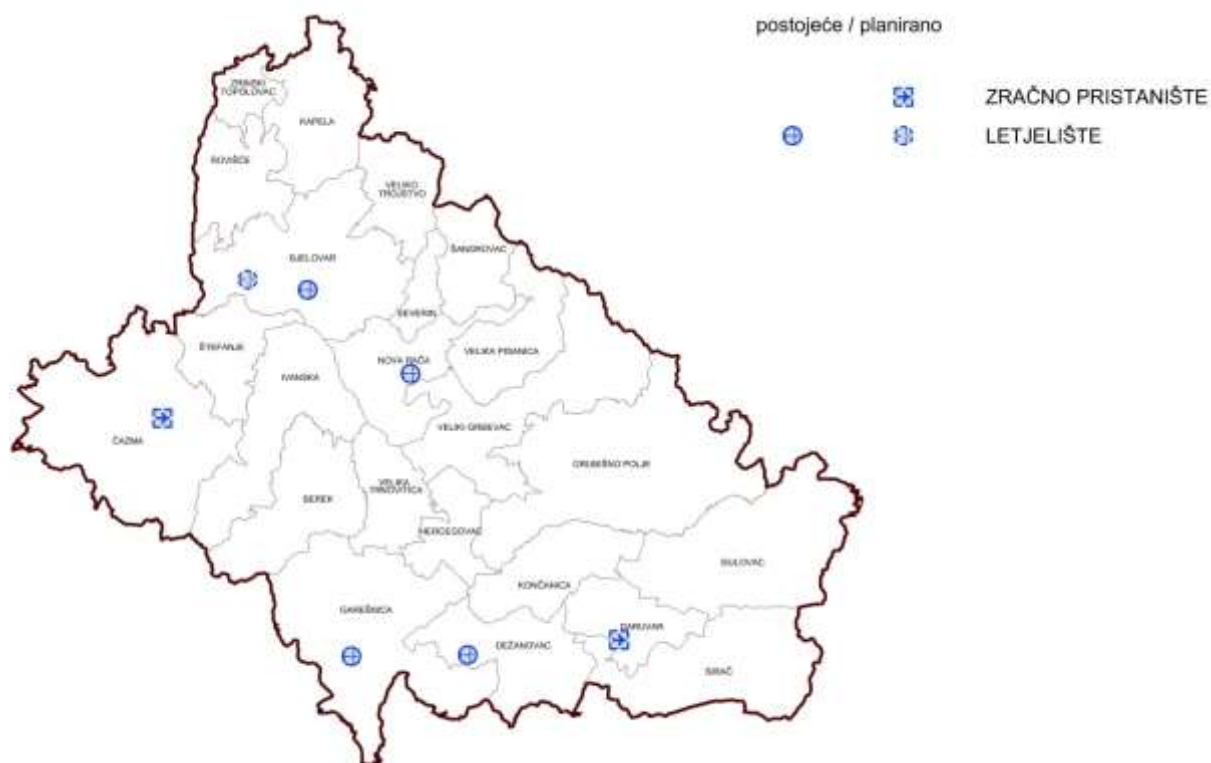 postojeće / planirano
ZRAČNO PRISTANIŠTE
LETJELIŠTE
ZRINSKI
TOPOLOVAC
KAPELA
ROVIŠĆE
VELIKO
TROJSTVO
BJELOVAR
ŠANDROVAC
SEVERIN
ŠTEFANJE
IVANSKA
NOVA RAČA
VELIKA PISANICA
ČAZMA
VELIKI GRĐEVAC
GRUBIŠNO POLJE
BEREK
VELIKA
TRNOVITICA
HERCEGOVAC
ĐULOVAC
KONČANICA
GAREŠNICA
DARUVAR
DEŽANOVAC
SIRAČ